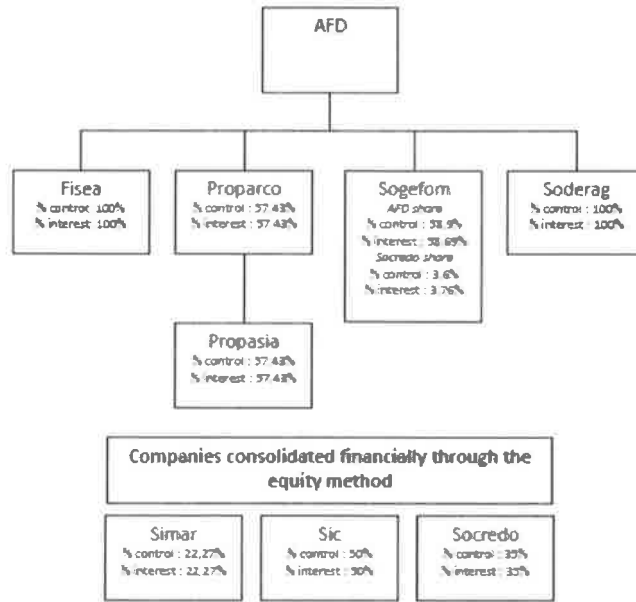 AFD
Fisea
% control 100%
% interest 100%
Proparco
% control : 57.43%
% interest : 57.43%
Sogefom
AFD share
% control : 58,9%
% interest : 58.69%
Socredo share
% control : 3.6%
% interest : 3.76%
Soderag
% control : 100%
% interest : 100%
Propasia
% control : 57,43%
% interest : 57.43%
Companies consolidated financially through the
equity method
Simar
% control : 22,27%
% interest : 22,27%
Sic
% control : 50%
% interest : 50%
Socredo
% control : 35%
% interest : 35%